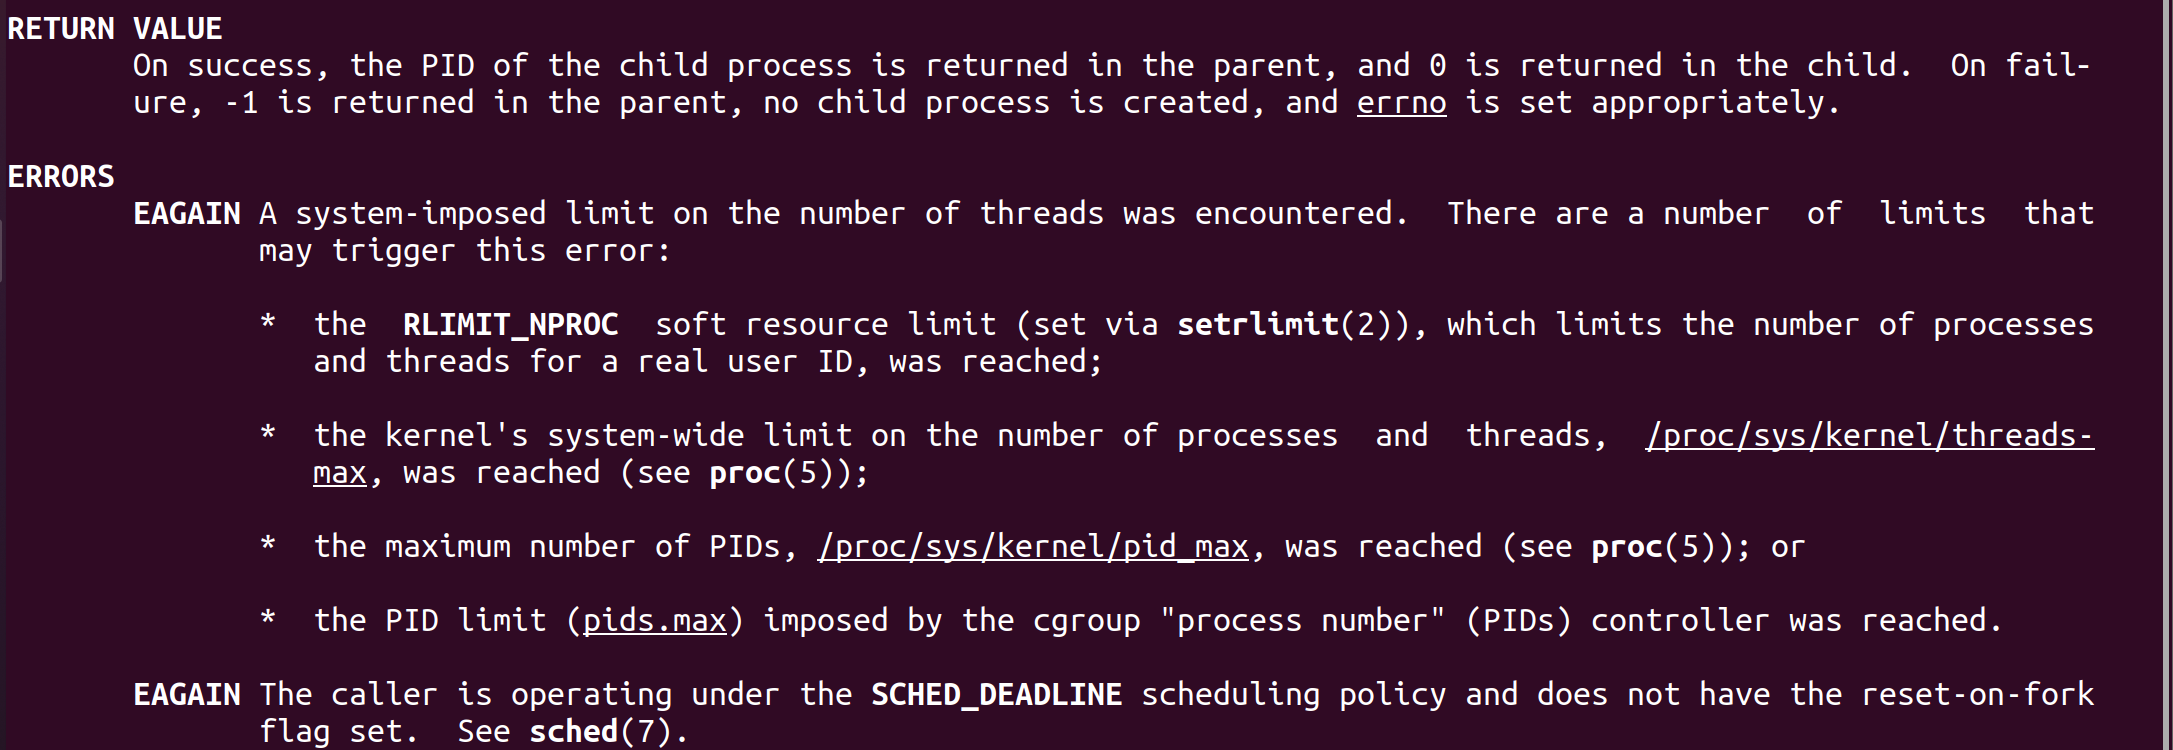 RETURN VALUE
On success, the PID of the child process is returned in the parent, and 0 is returned in the child.  On fail-
ure, -1 is returned in the parent, no child process is created, and errno is set appropriately.
ERRORS
EAGAIN A system-imposed limit on the number of threads was encountered.  There are a number  of  limits  that
may trigger this error:
*  the  RLIMIT_NPROC  soft resource limit (set via setrlimit(2)), which limits the number of processes
and threads for a real user ID, was reached;
*  the kernel's system-wide limit on the number of processes  and  threads,  /proc/sys/kernel/threads-
max, was reached (see proc(5));
*  the maximum number of PIDs, /proc/sys/kernel/pid_max, was reached (see proc(5)); or
*  the PID limit (pids.max) imposed by the cgroup "process number" (PIDs) controller was reached.
EAGAIN The caller is operating under the SCHED_DEADLINE scheduling policy and does not have the reset-on-fork
flag set.  See sched(7).